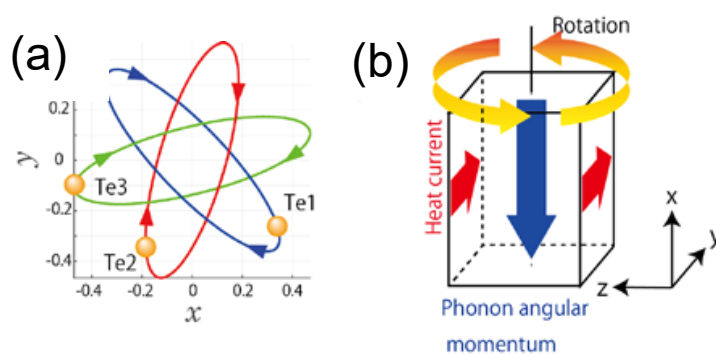 (a)
0.2
0
-0.2
-0.4
y
-0.4
-0.2
0
0.2
0.4
x
Te3
Te2
Te1
(b)
Rotation
Heat current
x
y
z
Phonon angular
momentum